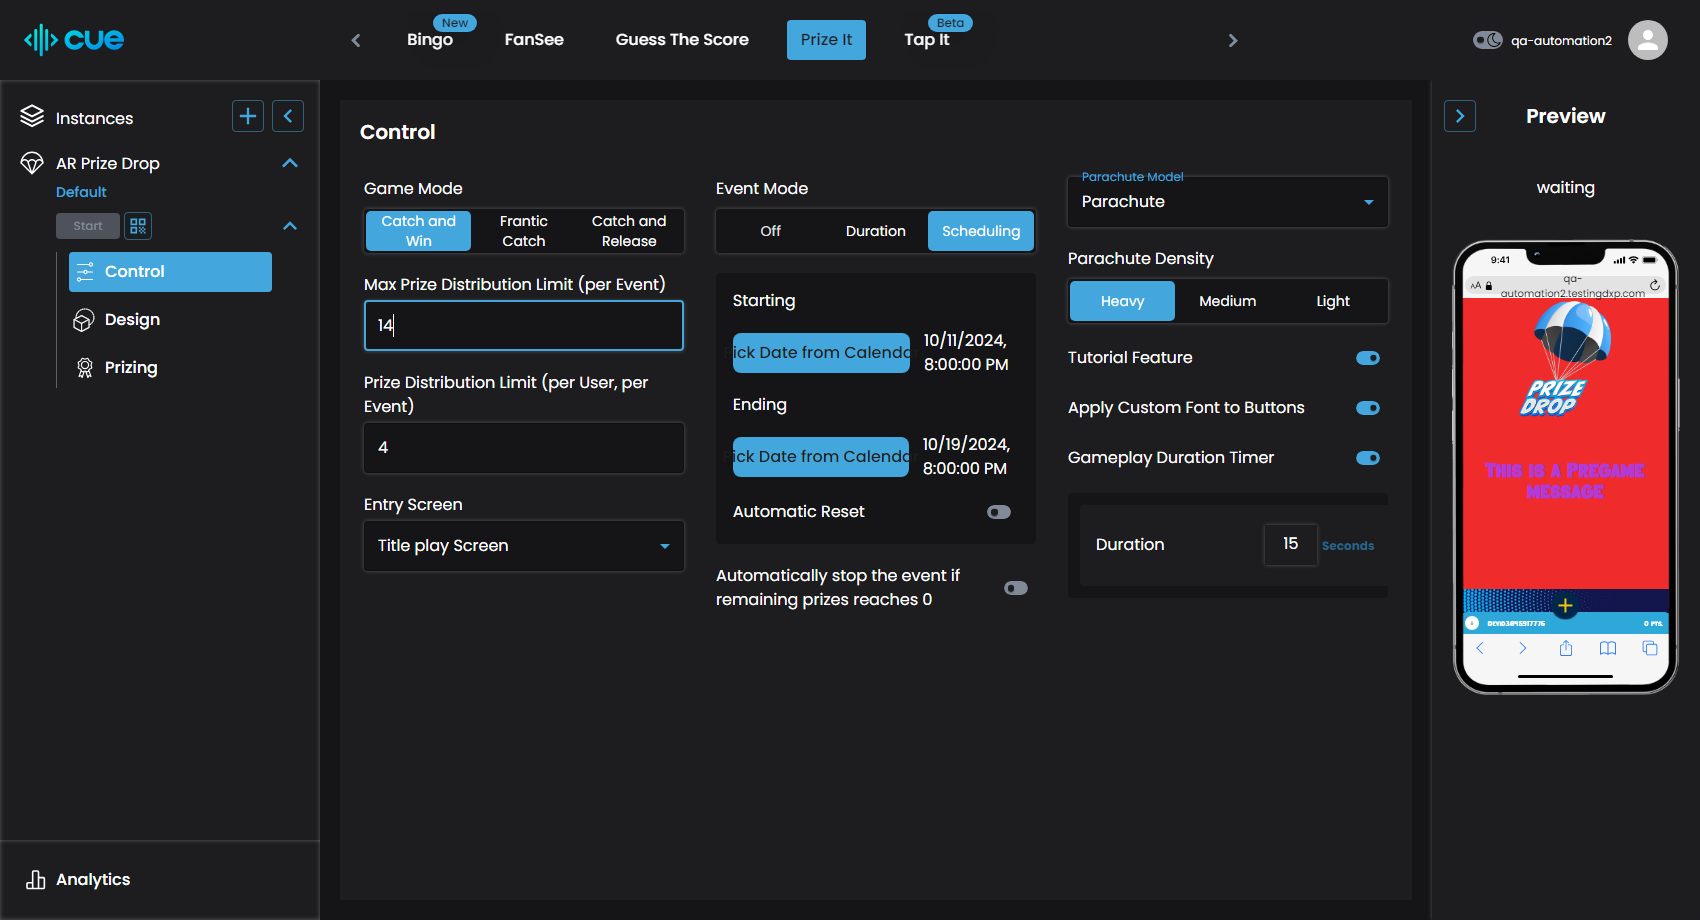 cue
New
Bingo
FanSee
Guess The Score
Prize It
Beta
Tap It
qa-automation2
Instances
AR Prize Drop
Default
Start
Control
Design
Prizing
Analytics
Control
Game Mode
Catch and
Win
Frantic
Catch
Catch and
Release
Max Prize Distribution Limit (per Event)
14
Prize Distribution Limit (per User, per
Event)
4
Entry Screen
Title play Screen
Event Mode
Off
Duration
Scheduling
Starting
ick Date from Calenda
10/11/2024,
8:00:00 PM
Ending
ick Date from Calenda
10/19/2024,
8:00:00 PM
Automatic Reset
Automatically stop the event if
remaining prizes reaches 0
Parachute Model
Parachute
Parachute Density
Heavy
Medium
Light
Tutorial Feature
Apply Custom Font to Buttons
Gameplay Duration Timer
Duration
15
Seconds
Preview
waiting
9:41
AA
qa-
automation2.testingdxp.com
PRIZE
DROP
THIS IS A PREGAME
MESSAGE
0 PTS.